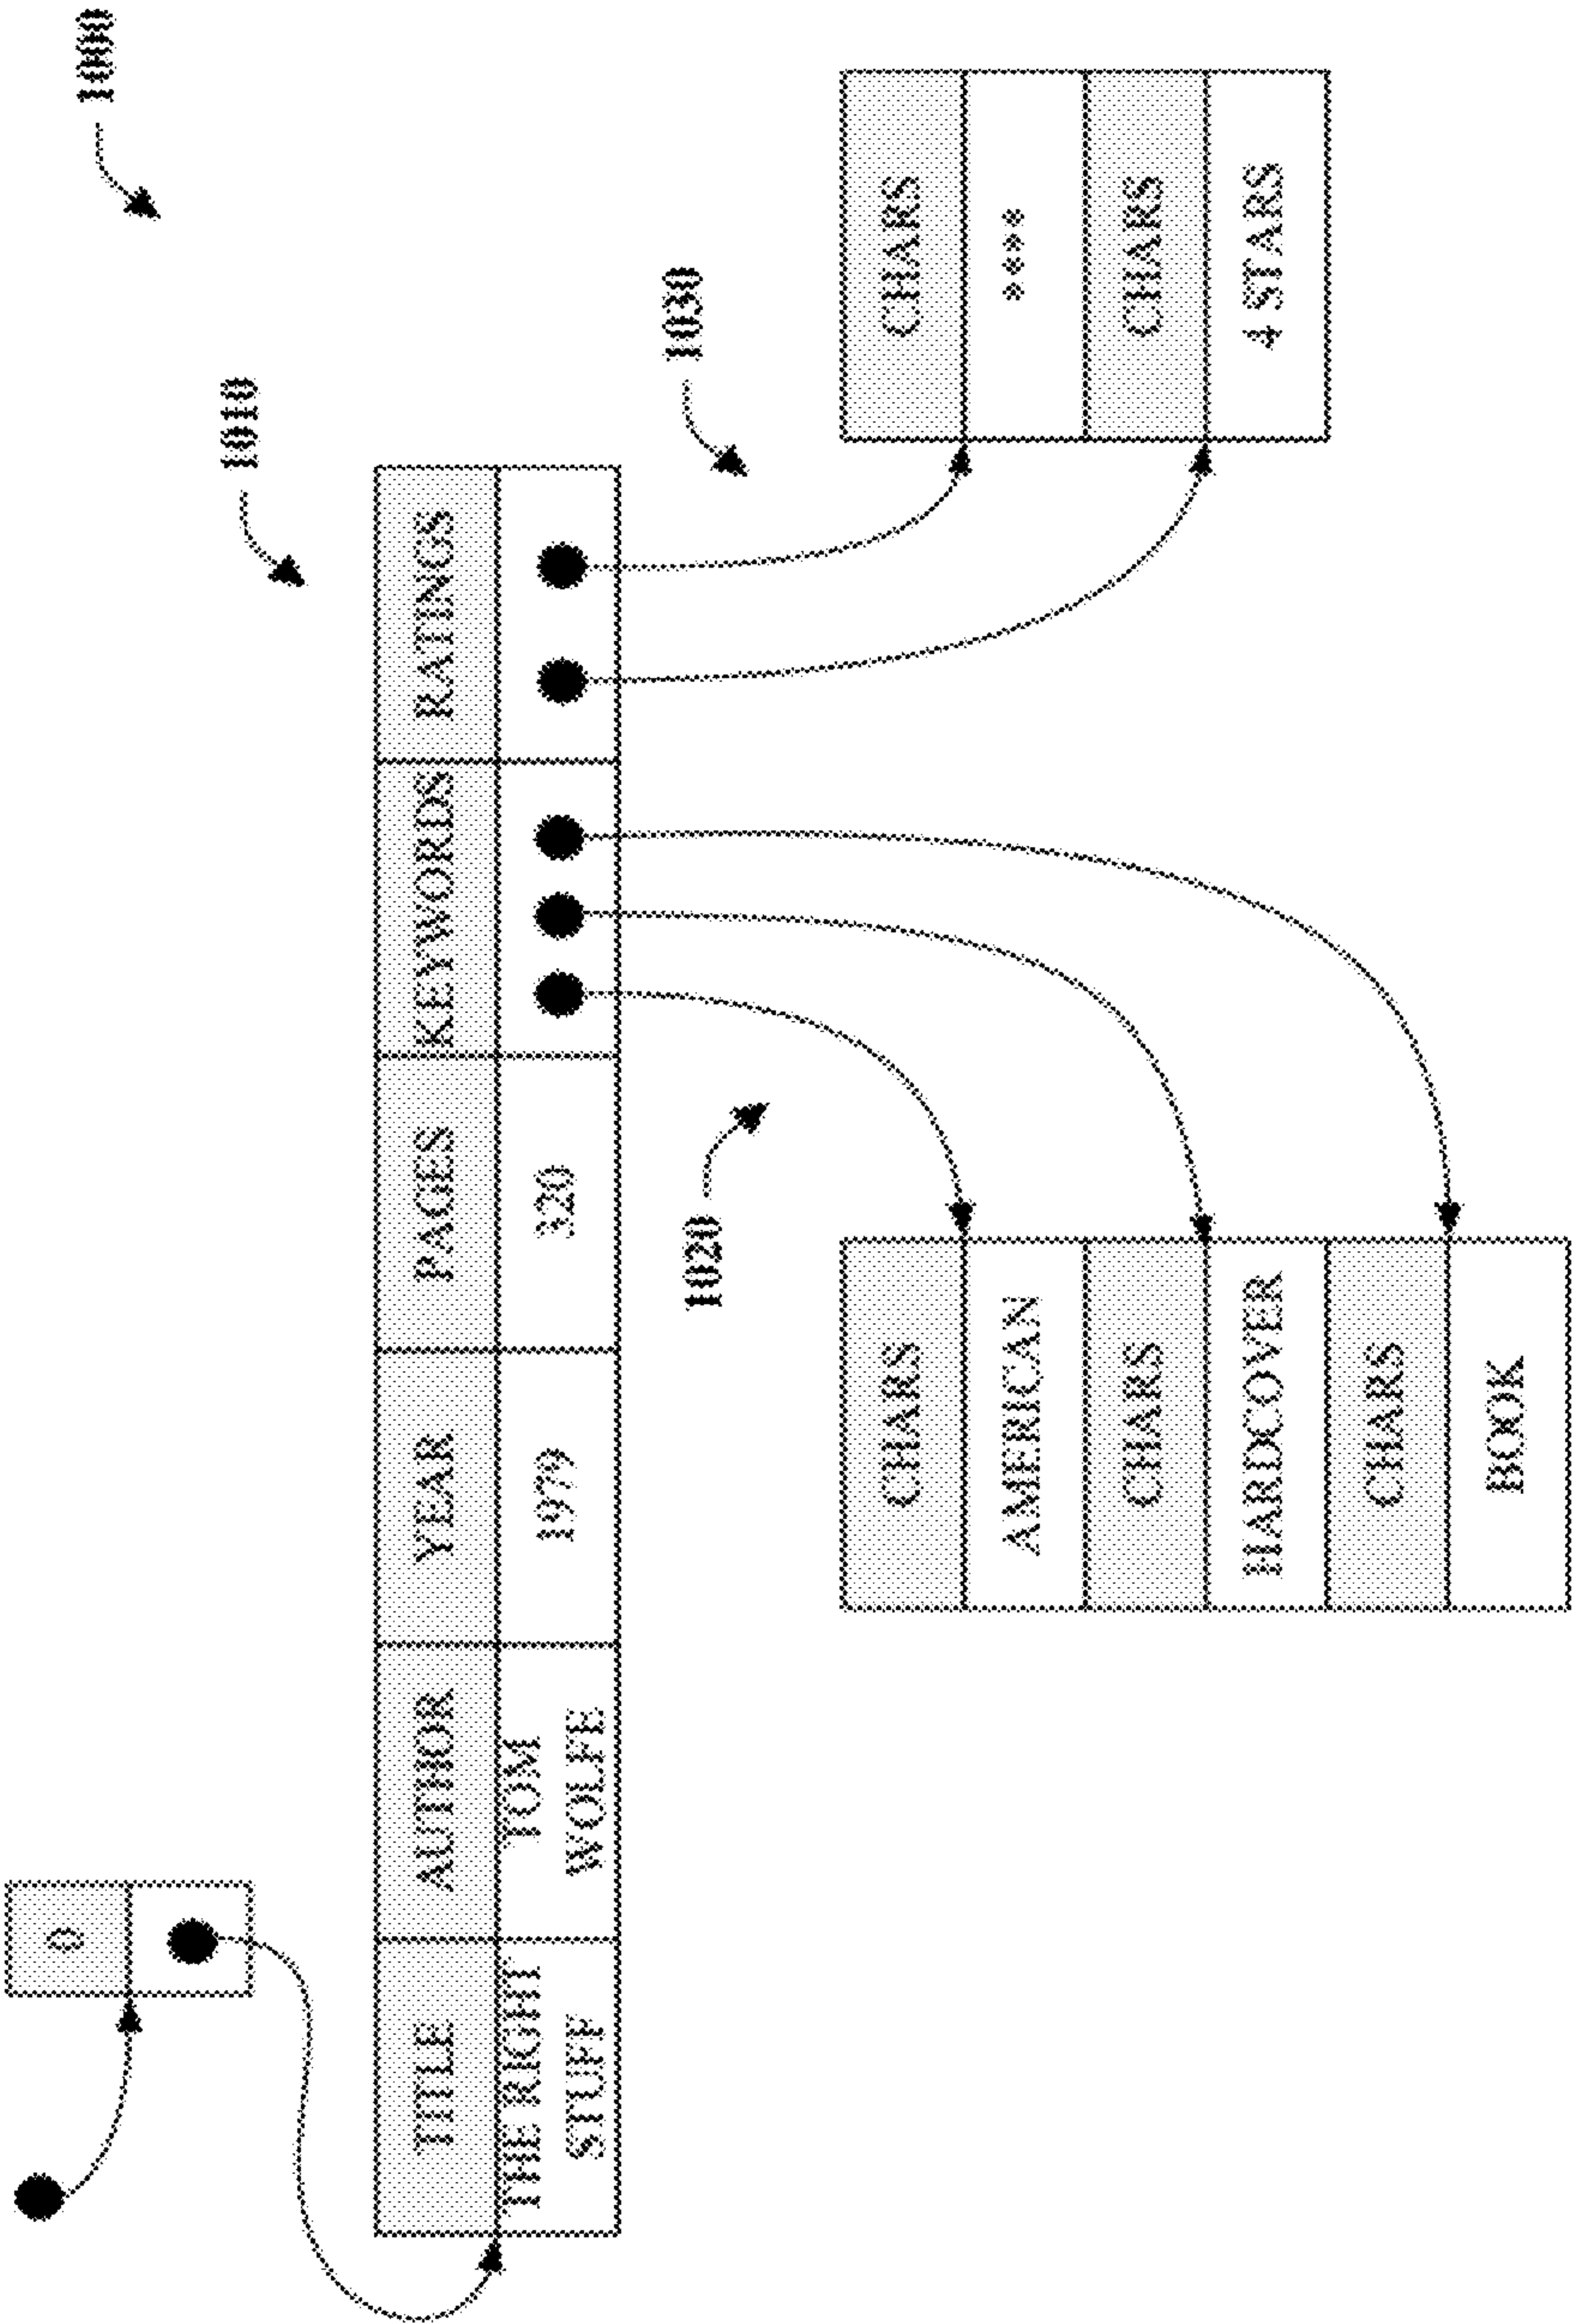 1000
0
1010
TITLE AUTHOR YEAR PAGES KEYWORDS RATINGS
THE RIGHT STUFF TOM WOLFE 1979 320
1020
1030
CHARS
AMERICAN
CHARS
HARDCOVER
CHARS
BOOK
CHARS
****
CHARS
4 STARS